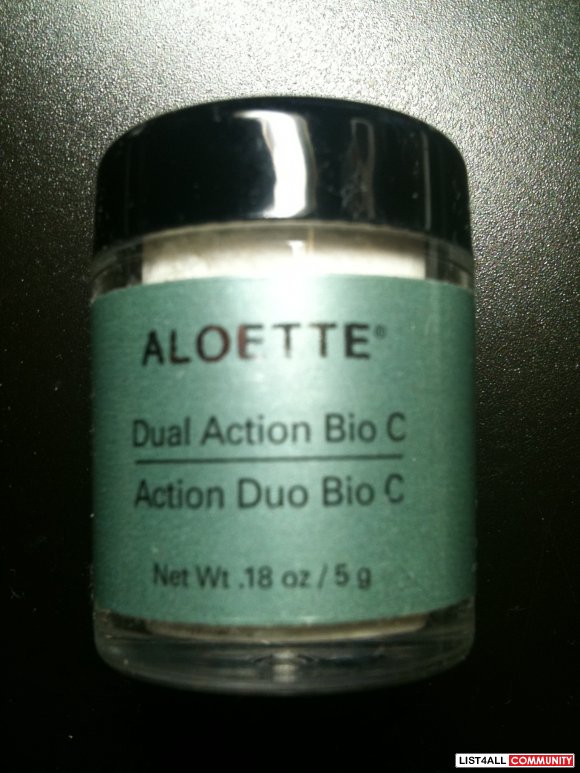 ALOETTE®
Dual Action Bio C
Action Duo Bio C
Net Wt .18 oz / 5 g
LIST4ALL COMMUNITY